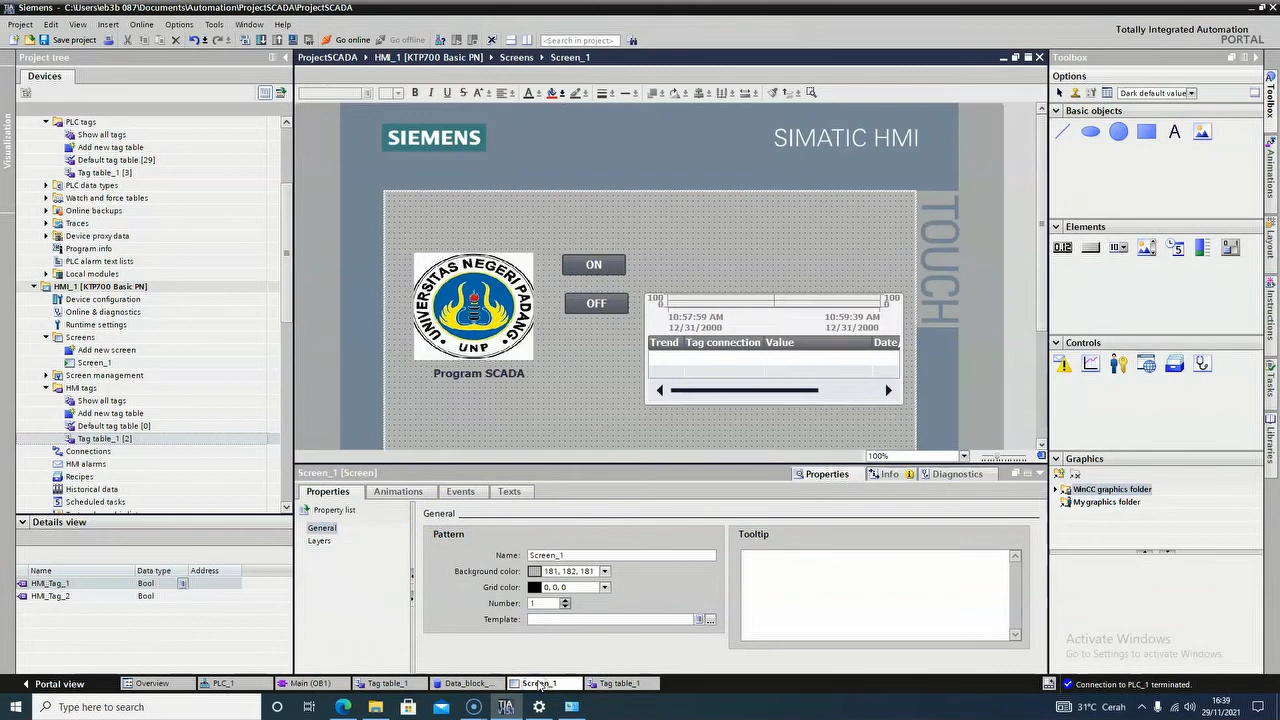 Siemens - C:\Users\eb3b 087\Documents\Automation\ProjectSCADA\ProjectSCADA
Project Edit View Insert Online Options Tools Window Help
Totally Integrated Automation
PORTAL
Save project
Go online
Go offline
<Search in project>
Project tree
Devices
PLC tags
Show all tags
Add new tag table
Default tag table [29]
Tag table_1 [3]
PLC data types
Watch and force tables
Online backups
Traces
Device proxy data
Program info
PLC alarm text lists
Local modules
HMI_1 [KTP700 Basic PN]
Device configuration
Online & diagnostics
Runtime settings
Screens
Add new screen
Screen_1
Screen management
HMI tags
Show all tags
Add new tag table
Default tag table [0]
Tag table_1 [2]
Connections
HMI alarms
Recipes
Historical data
Scheduled tasks
Details view
Name Data type Address
HMI_Tag_1 Bool
HMI_Tag_2 Bool
Visualization
ProjectSCADA HMI_1 [KTP700 Basic PN] Screens Screen_1
B I U S A
SIEMENS
SIMATIC HMI
TOUCH
UNIVERSITAS NEGERI PADANG
UNP
Program SCADA
ON
OFF
100 100
0 0
10:57:59 AM 10:59:39 AM
12/31/2000 12/31/2000
Trend Tag connection Value Date/
100%
Screen_1 [Screen]
Properties Info Diagnostics
Properties Animations Events Texts
Property list
General
Layers
General
Pattern
Name: Screen_1
Background color: 181, 182, 181
Grid color: 0, 0, 0
Number: 1
Template:
Tooltip
Toolbox
Options
Dark default value
Basic objects
A
Elements
0.12
10
5
Controls
Graphics
WinCC graphics folder
My graphics folder
Toolbox
Animations
Layout
Instructions
Tasks
Libraries
Activate Windows
Go to Settings to activate Windows.
Portal view
Overview
PLC_1
Main (OB1)
Tag table_1
Data_block_...
Screen_1
Tag table_1
Connection to PLC_1 terminated.
Type here to search
TIA
31°C Cerah
16:39
29/11/2021